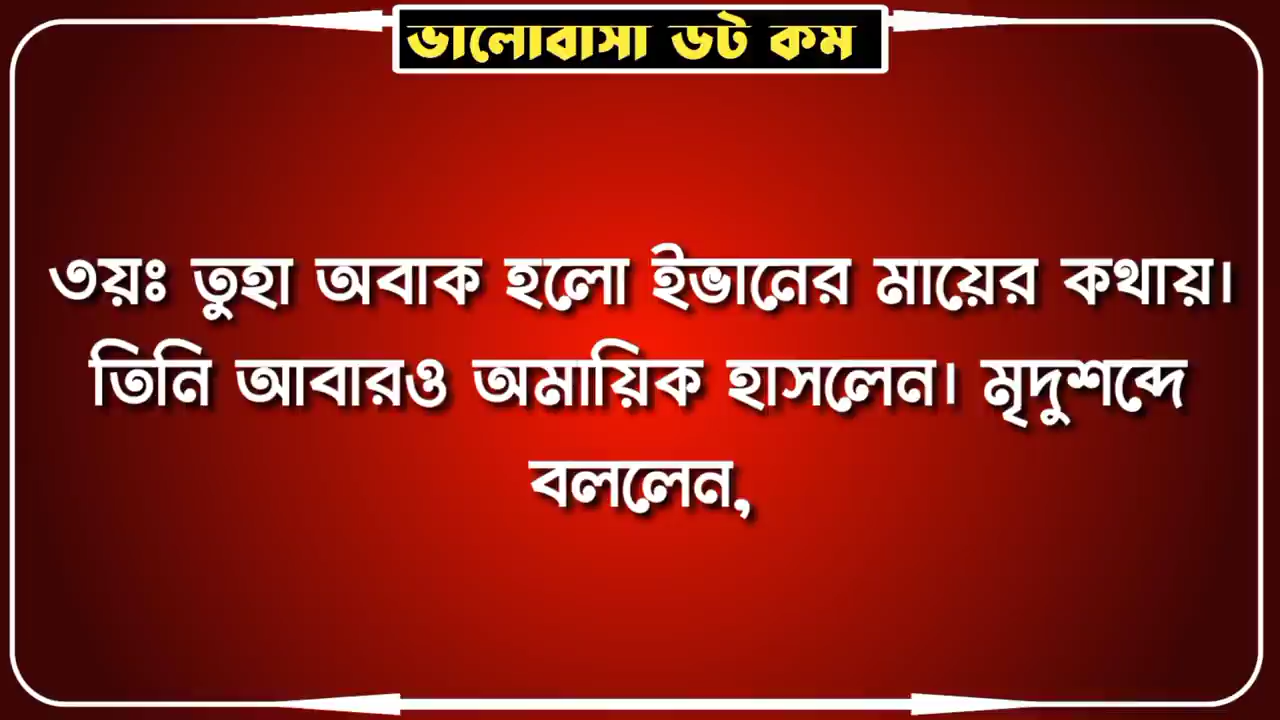 ভালোবাসা ডট কম
৩য়ঃ তুহা অবাক হলো ইভানের মায়ের কথায়।
তিনি আবারও অমায়িক হাসলেন। মৃদুশব্দে
বললেন,